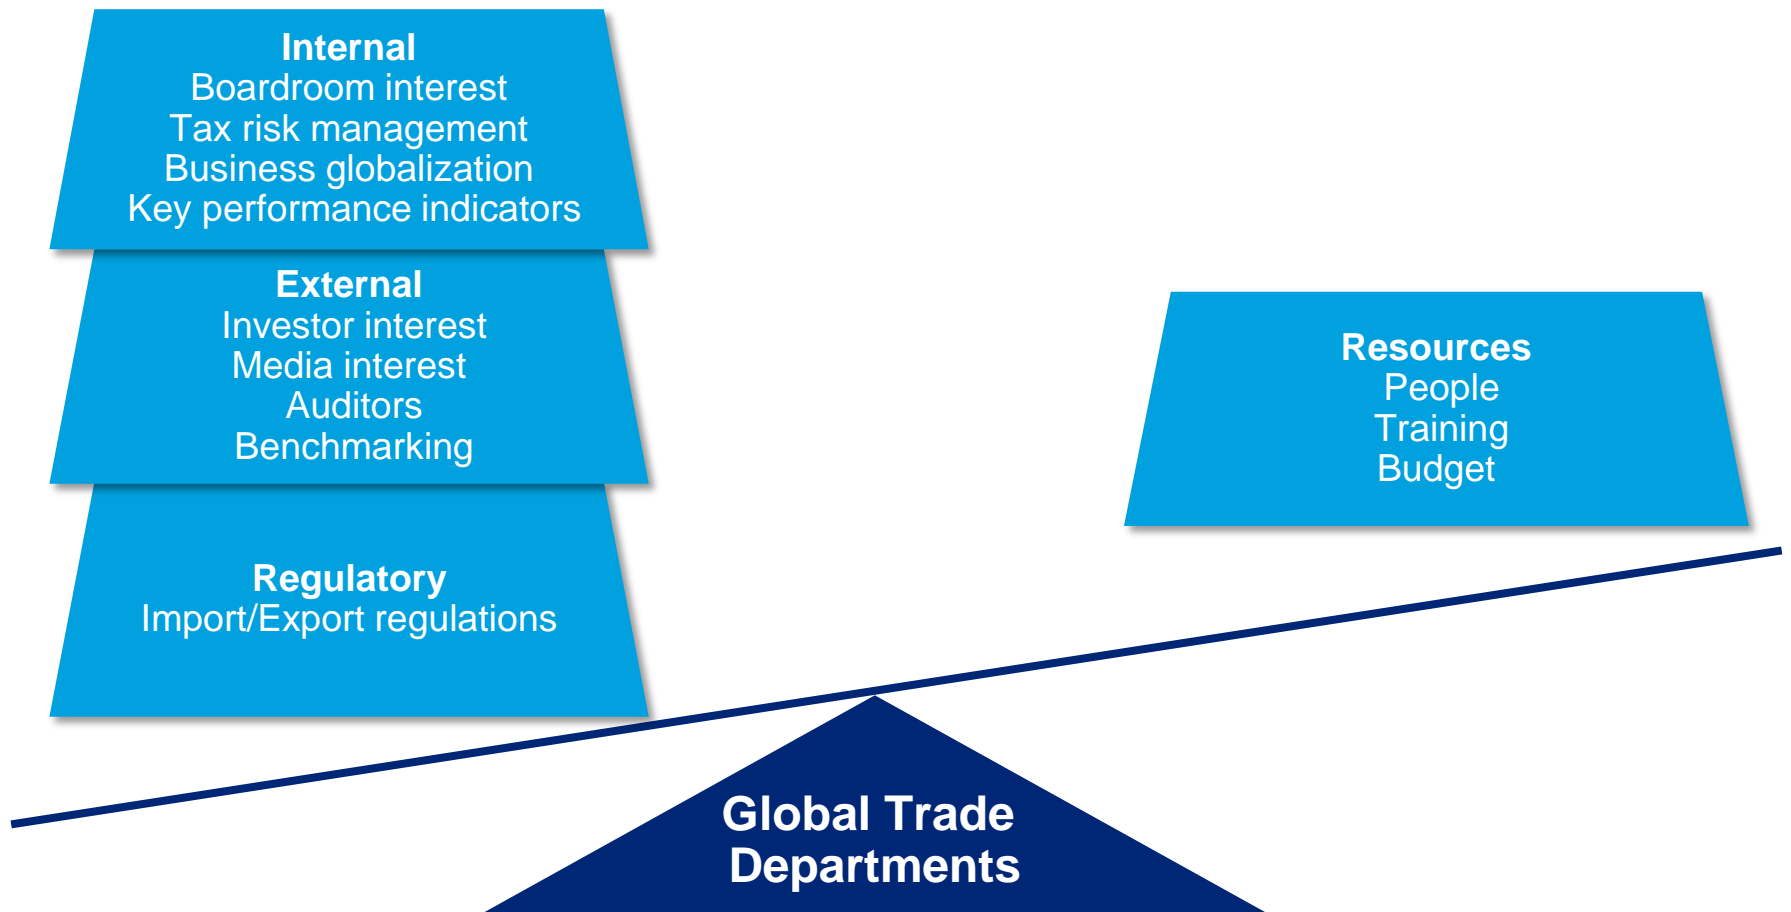 Internal
Boardroom interest
Tax risk management
Business globalization
Key performance indicators
External
Investor interest
Media interest
Auditors
Benchmarking
Regulatory
Import/Export regulations
Resources
People
Training
Budget
Global Trade
Departments